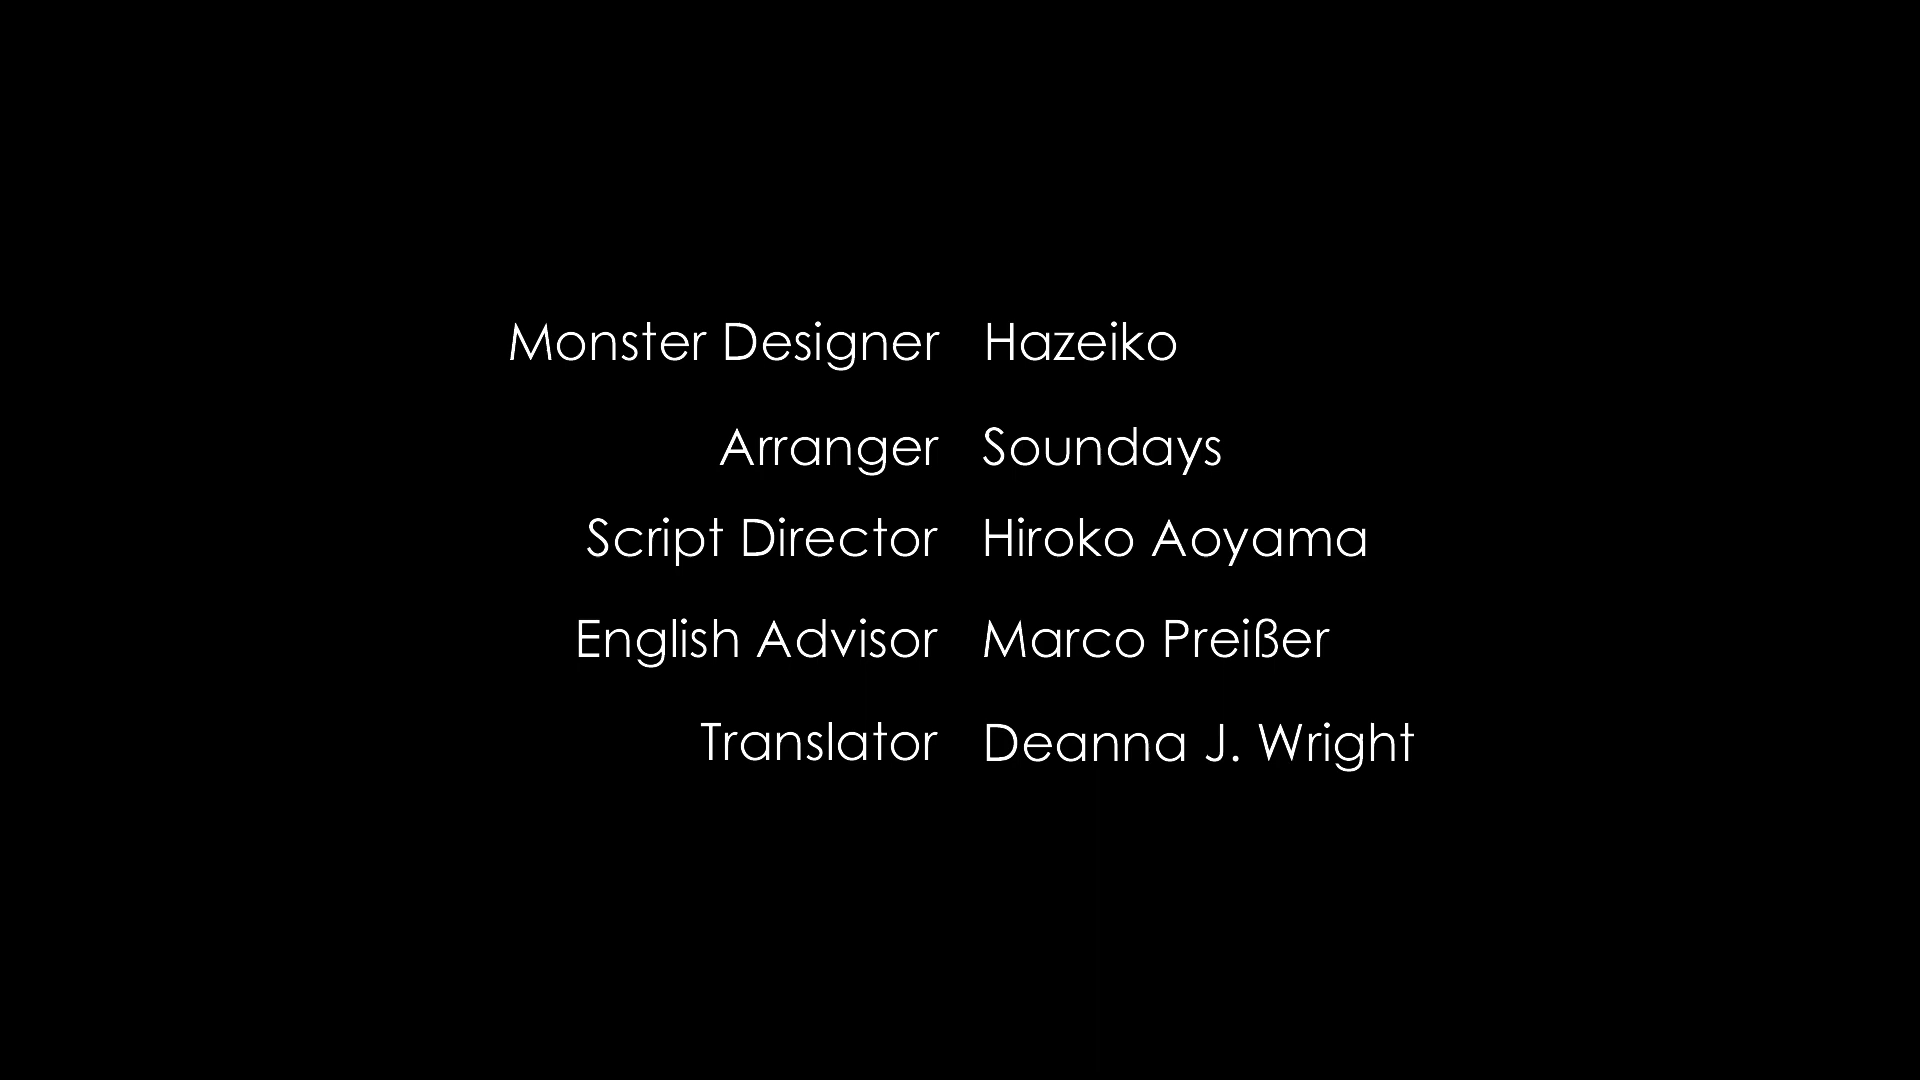 Monster Designer Hazeiko
Arranger Soundays
Script Director Hiroko Aoyama
English Advisor Marco Preißer
Translator Deanna J. Wright